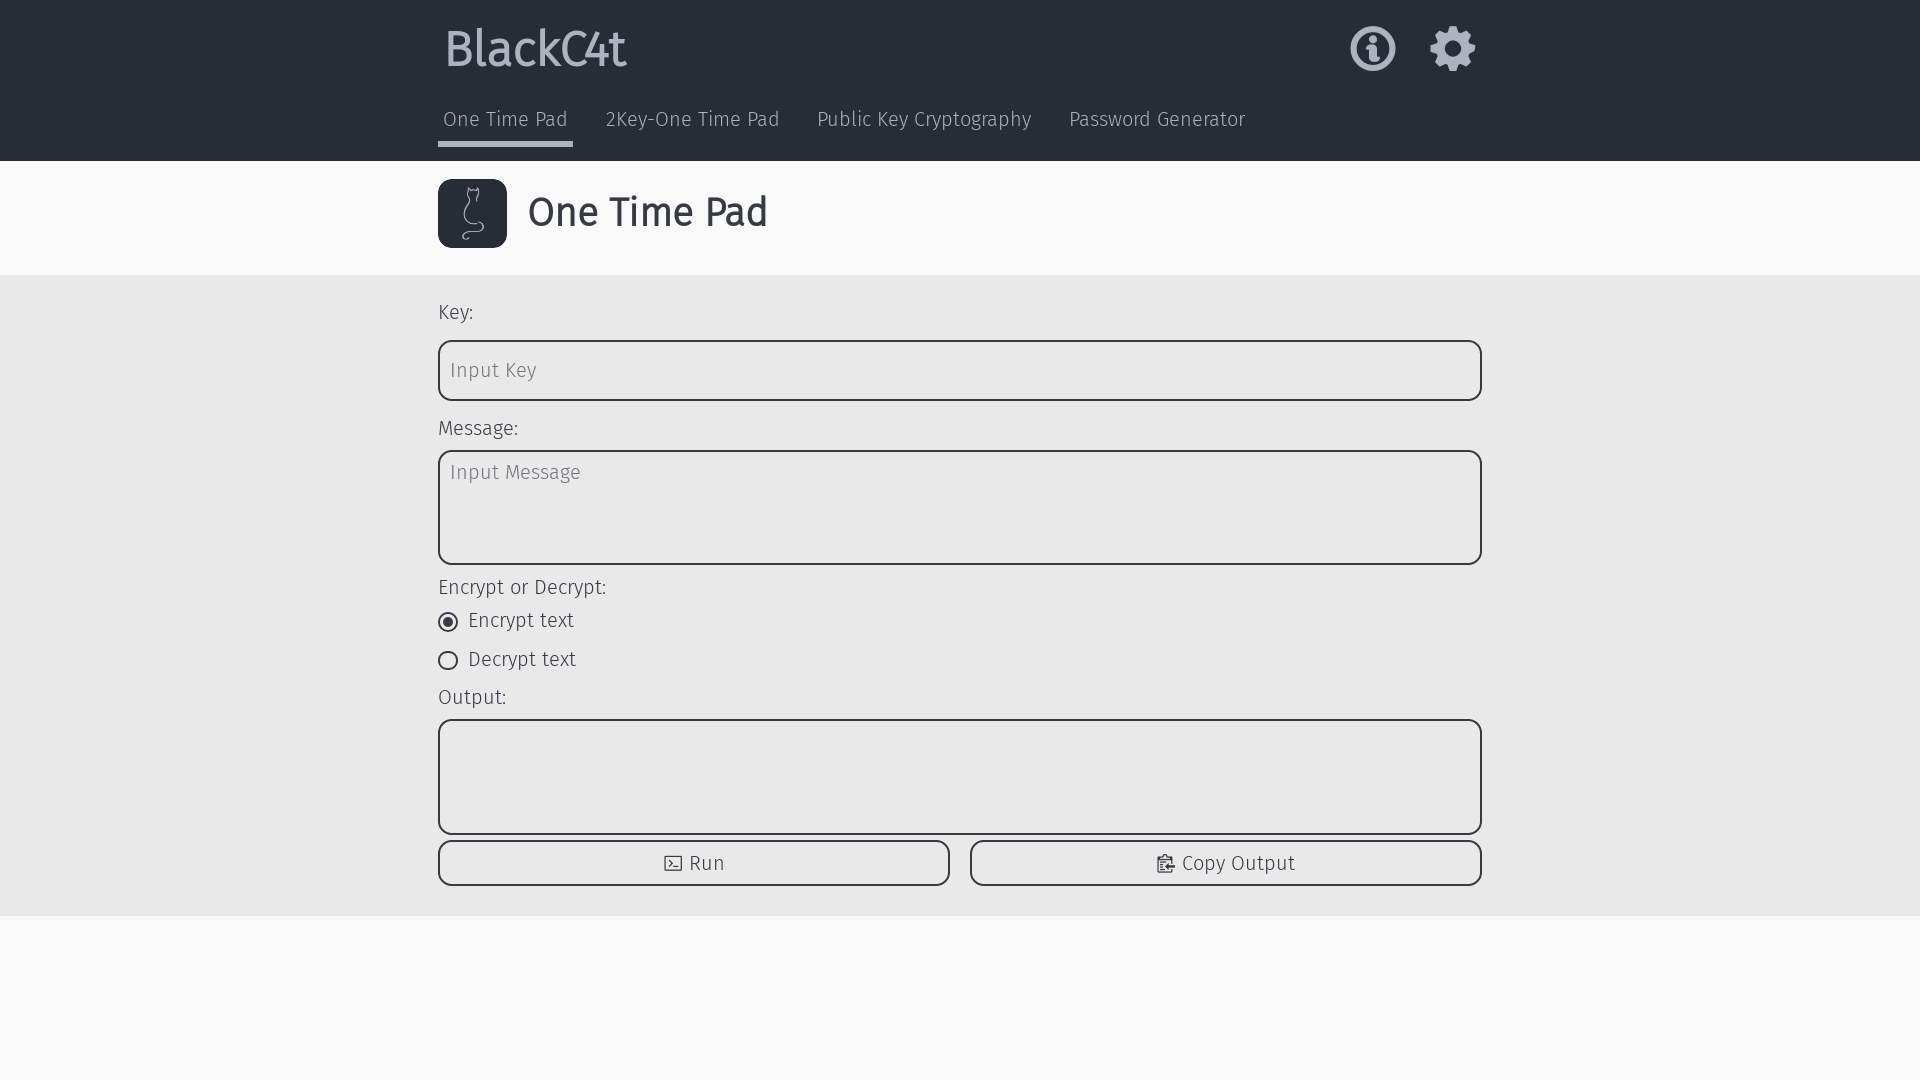 BlackC4t
One Time Pad 2Key-One Time Pad Public Key Cryptography Password Generator
One Time Pad
Key:
Input Key
Message:
Input Message
Encrypt or Decrypt:
Encrypt text
Decrypt text
Output:
Run Copy Output